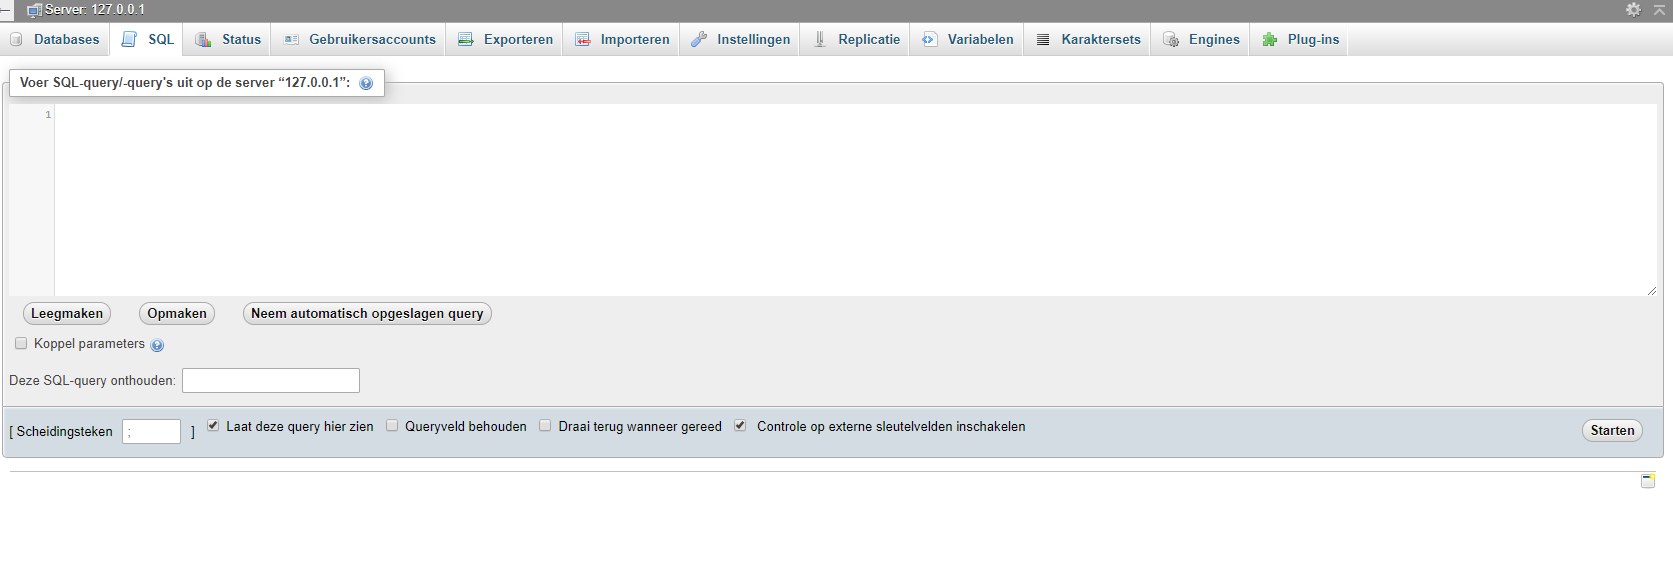 Server: 127.0.0.1
Databases SQL Status Gebruikersaccounts Exporteren Importeren Instellingen Replicatie Variabelen Karaktersets Engines Plug-ins
Voer SQL-query/-query's uit op de server “127.0.0.1”:
1
Leegmaken Opmaken Neem automatisch opgeslagen query
Koppel parameters
Deze SQL-query onthouden:
[ Scheidingsteken ; ] Laat deze query hier zien Queryveld behouden Draai terug wanneer gereed Controle op externe sleutelvelden inschakelen Starten